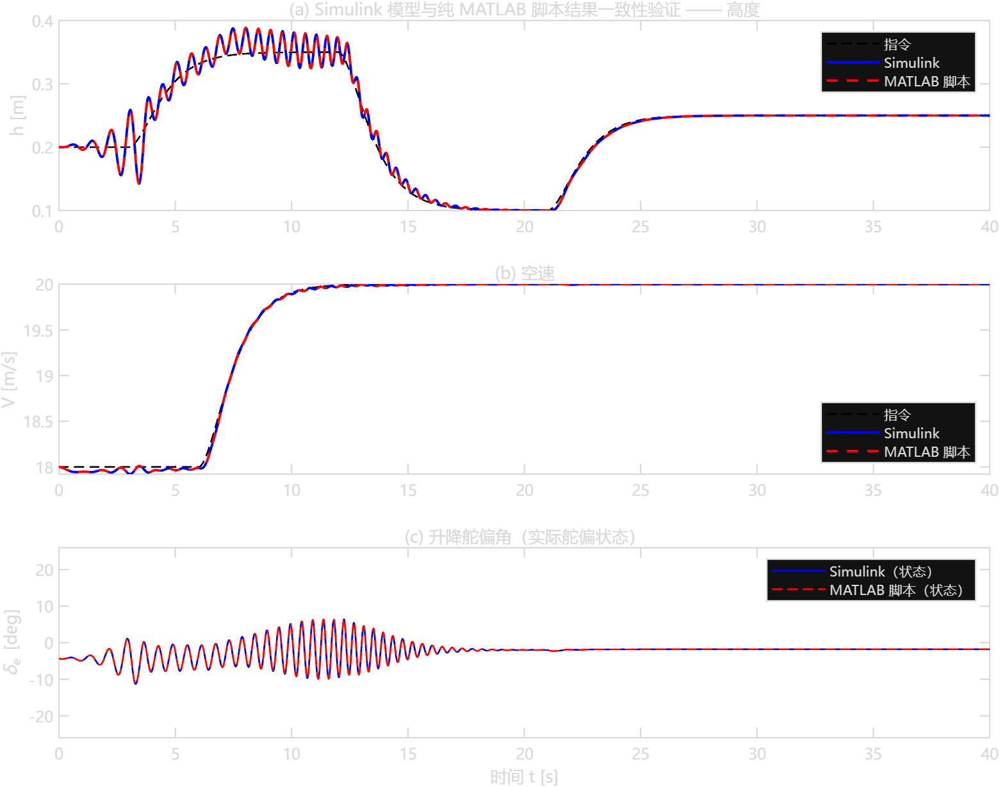 (a) Simulink 模型与纯 MATLAB 脚本结果一致性验证 —— 高度
0.4
0.3
0.2
0.1
h [m]
指令
Simulink
MATLAB 脚本
0 5 10 15 20 25 30 35 40
(b) 空速
20
19.5
19
18.5
18
V [m/s]
指令
Simulink
MATLAB 脚本
0 5 10 15 20 25 30 35 40
(c) 升降舵偏角（实际舵偏状态）
20
10
0
-10
-20
δe [deg]
Simulink（状态）
MATLAB 脚本（状态）
0 5 10 15 20 25 30 35 40
时间 t [s]